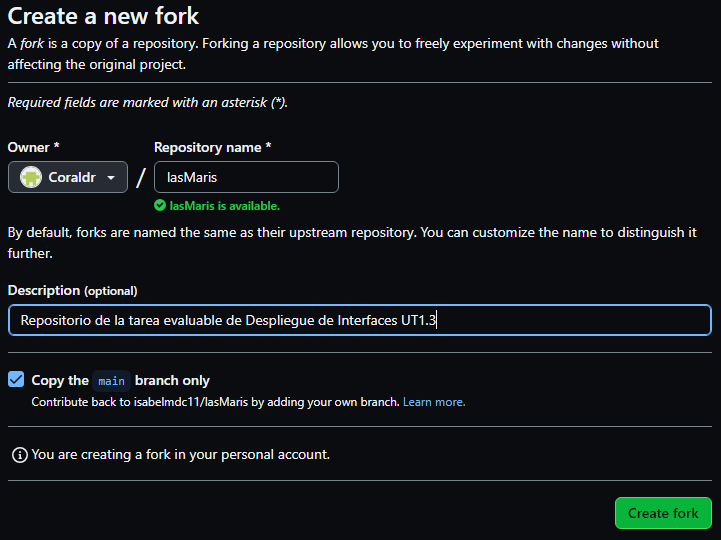 Create a new fork
A fork is a copy of a repository. Forking a repository allows you to freely experiment with changes without
affecting the original project.
Required fields are marked with an asterisk (*).
Owner *
Repository name *
Coraldr
/
lasMaris
lasMaris is available.
By default, forks are named the same as their upstream repository. You can customize the name to distinguish it
further.
Description (optional)
Repositorio de la tarea evaluable de Despliegue de Interfaces UT1.3
Copy the main branch only
Contribute back to isabelmdc11/lasMaris by adding your own branch. Learn more.
You are creating a fork in your personal account.
Create fork